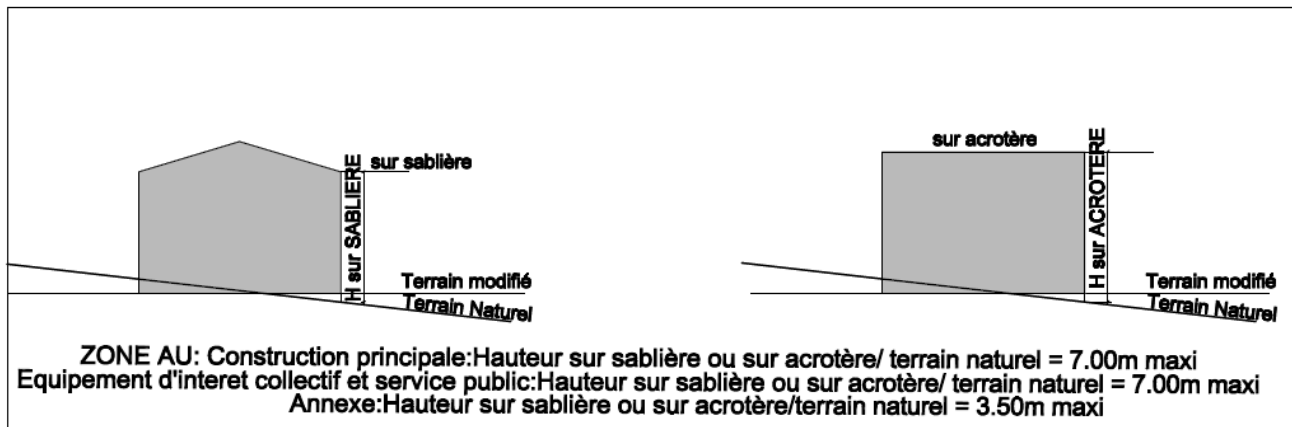 sur sablière
H sur SABLIERE
Terrain modifié
Terrain Naturel
sur acrotère
H sur ACROTERE
Terrain modifié
Terrain Naturel
ZONE AU: Construction principale:Hauteur sur sablière ou sur acrotère/ terrain naturel = 7.00m maxi
Equipement d'interet collectif et service public:Hauteur sur sablière ou sur acrotère/ terrain naturel = 7.00m maxi
Annexe:Hauteur sur sablière ou sur acrotère/terrain naturel = 3.50m maxi